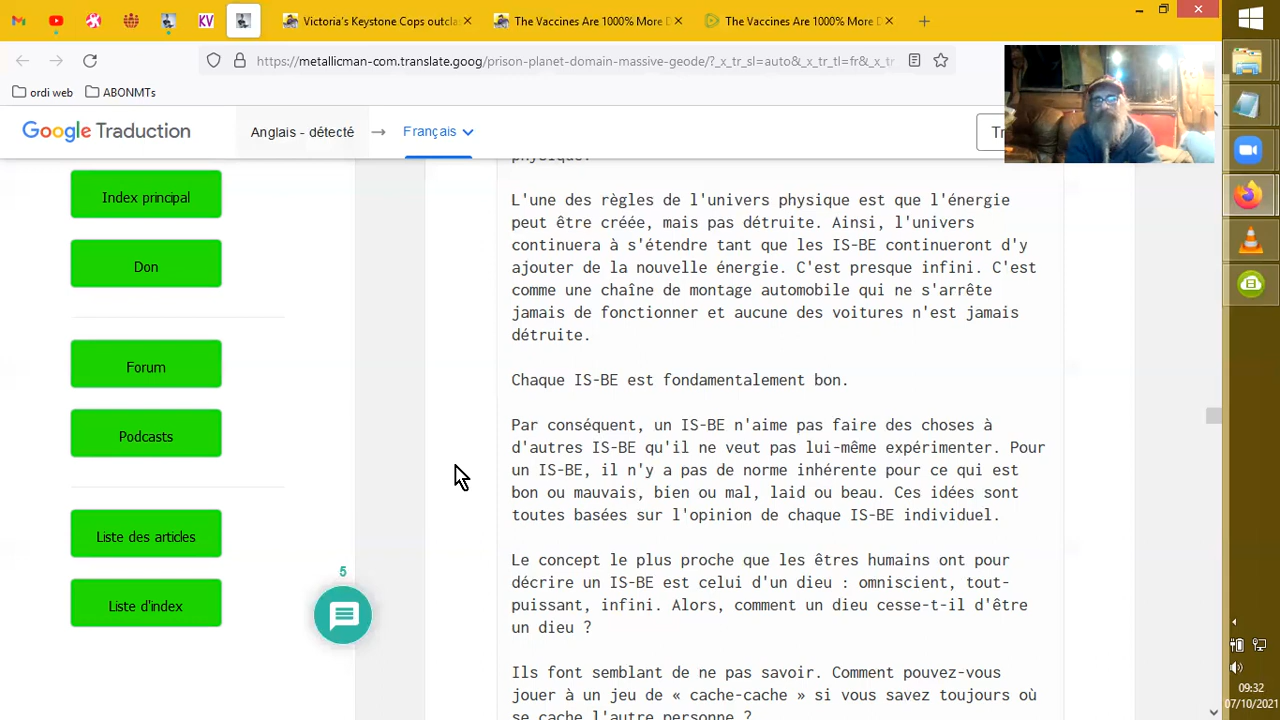 Victoria's Keystone Cops outcla
The Vaccines Are 1000% More D
The Vaccines Are 1000% More D
https://metallicman-com.translate.goog/prison-planet-domain-massive-geode/?_x_tr_sl=auto&_x_tr_tl=fr&_x_tr
ordi web
ABONMTs
Google Traduction
Anglais - détecté
Français
Tr
Index principal
Don
Forum
Podcasts
Liste des articles
Liste d'index
5
physique.
L'une des règles de l'univers physique est que l'énergie
peut être créée, mais pas détruite. Ainsi, l'univers
continuera à s'étendre tant que les IS-BE continueront d'y
ajouter de la nouvelle énergie. C'est presque infini. C'est
comme une chaîne de montage automobile qui ne s'arrête
jamais de fonctionner et aucune des voitures n'est jamais
détruite.
Chaque IS-BE est fondamentalement bon.
Par conséquent, un IS-BE n'aime pas faire des choses à
d'autres IS-BE qu'il ne veut pas lui-même expérimenter. Pour
un IS-BE, il n'y a pas de norme inhérente pour ce qui est
bon ou mauvais, bien ou mal, laid ou beau. Ces idées sont
toutes basées sur l'opinion de chaque IS-BE individuel.
Le concept le plus proche que les êtres humains ont pour
décrire un IS-BE est celui d'un dieu : omniscient, tout-
puissant, infini. Alors, comment un dieu cesse-t-il d'être
un dieu ?
Ils font semblant de ne pas savoir. Comment pouvez-vous
jouer à un jeu de « cache-cache » si vous savez toujours où
se cache l'autre personne ?
KV
09:32
07/10/2021